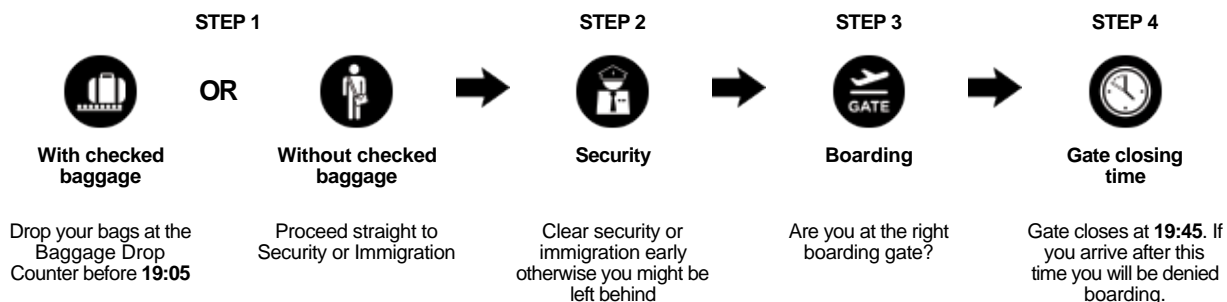 STEP 1
STEP 2
STEP 3
STEP 4
OR
GATE
With checked
baggage
Without checked
baggage
Security
Boarding
Gate closing
time
Drop your bags at the
Baggage Drop
Counter before 19:05
Proceed straight to
Security or Immigration
Clear security or
immigration early
otherwise you might be
left behind
Are you at the right
boarding gate?
Gate closes at 19:45. If
you arrive after this
time you will be denied
boarding.